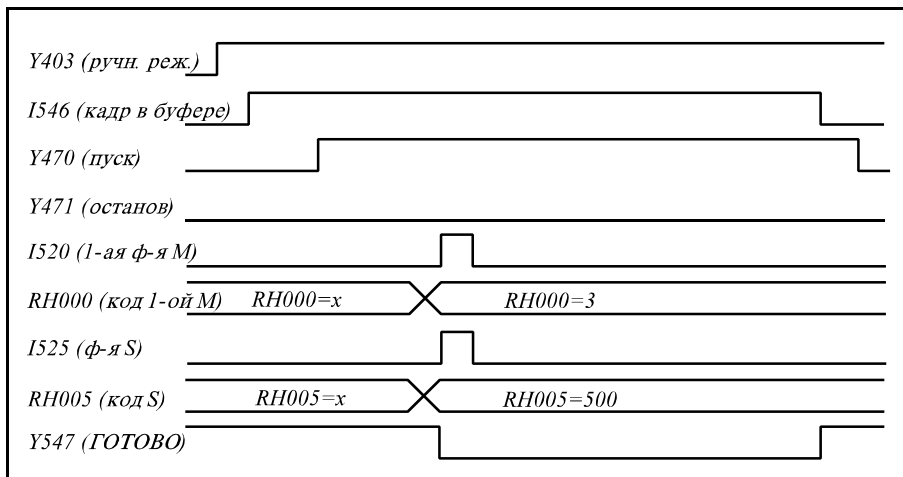 Y403 (ручн. реж.)
I546 (кадр в буфере)
Y470 (пуск)
Y471 (останов)
I520 (1-ая ф-я М)
RH000 (код 1-ой М) RH000=x RH000=3
I525 (ф-я S)
RH005 (код S) RH005=x RH005=500
Y547 (ГОТОВО)